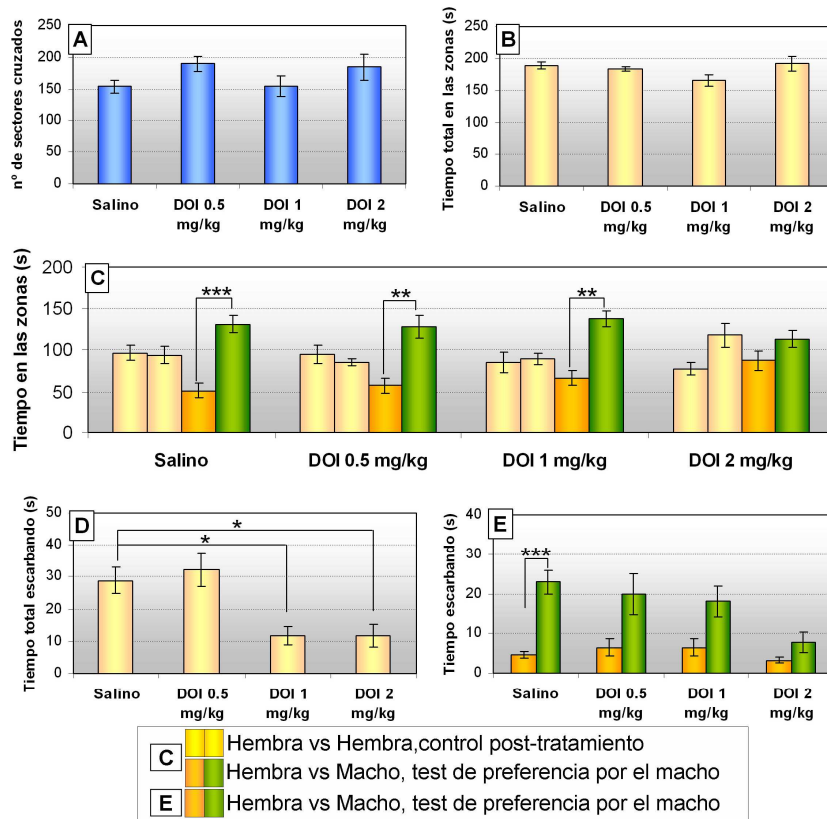 A
nº de sectores cruzados
250
200
150
100
50
0
Salino
DOI 0.5 mg/kg
DOI 1 mg/kg
DOI 2 mg/kg
B
Tiempo total en las zonas (s)
250
200
150
100
50
0
Salino
DOI 0.5 mg/kg
DOI 1 mg/kg
DOI 2 mg/kg
C
Tiempo en las zonas (s)
200
150
100
50
0
***
**
**
Salino
DOI 0.5 mg/kg
DOI 1 mg/kg
DOI 2 mg/kg
D
Tiempo total escarbando (s)
50
40
30
20
10
0
*
*
Salino
DOI 0.5 mg/kg
DOI 1 mg/kg
DOI 2 mg/kg
E
Tiempo escarbando (s)
40
30
20
10
0
***
Salino
DOI 0.5 mg/kg
DOI 1 mg/kg
DOI 2 mg/kg
C
Hembra vs Hembra,control post-tratamiento
Hembra vs Macho, test de preferencia por el macho
E
Hembra vs Macho, test de preferencia por el macho